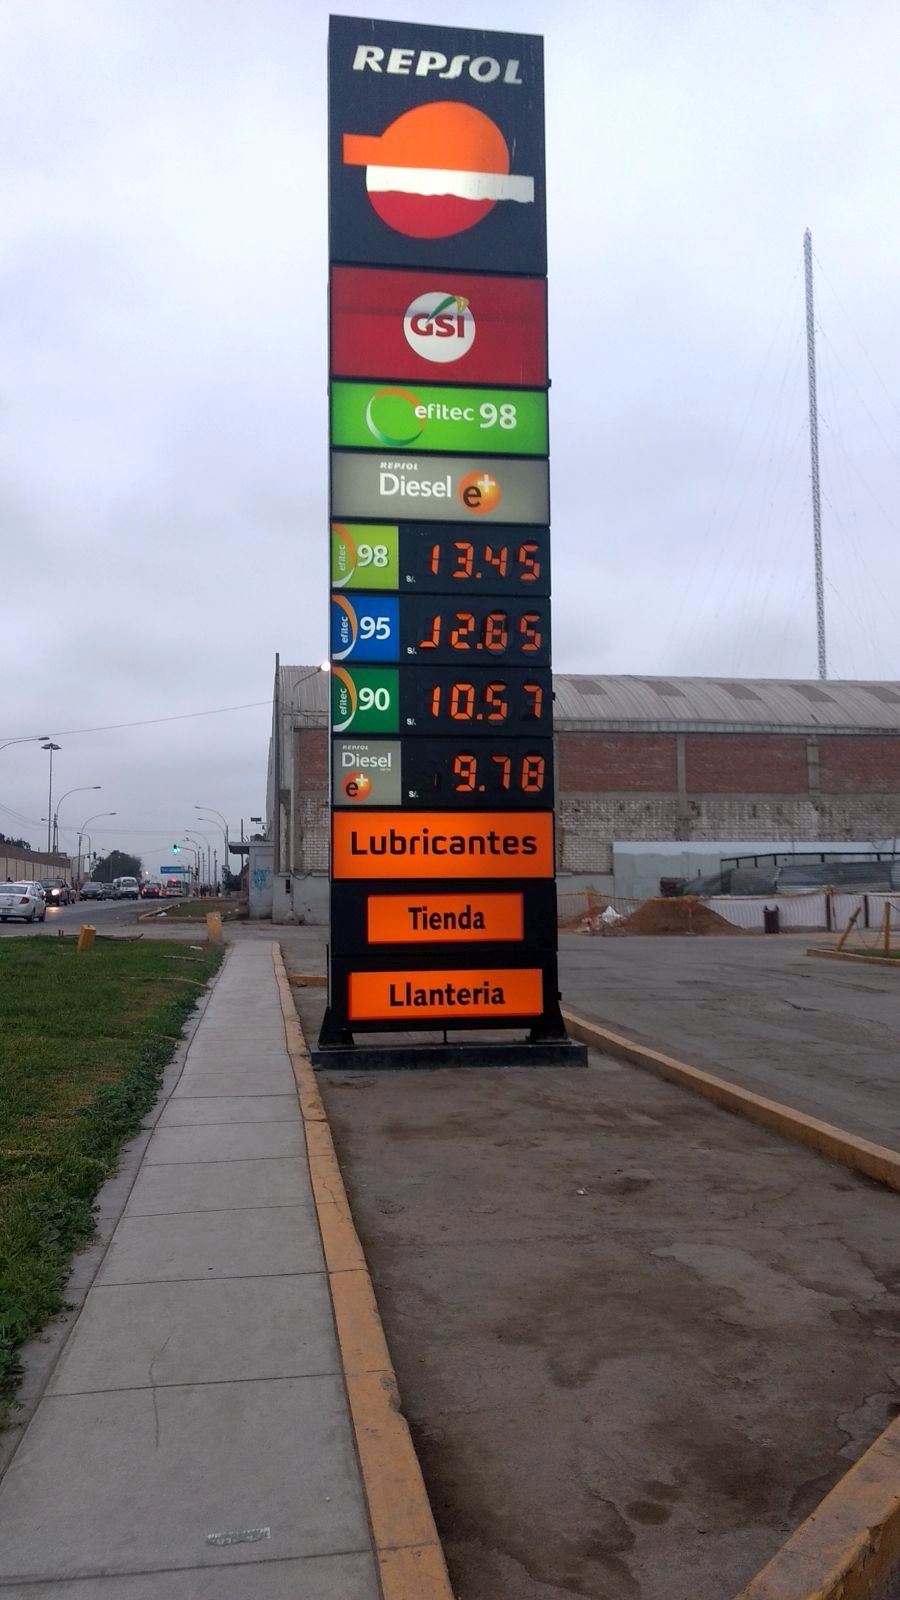 REPSOL
GSI
efitec 98
REPSOL
Diesel e+
efitec 98 S/. 13.45
efitec 95 S/. 12.65
efitec 90 S/. 10.57
REPSOL
Diesel
e+ S/. 9.78
Lubricantes
Tienda
Llanteria